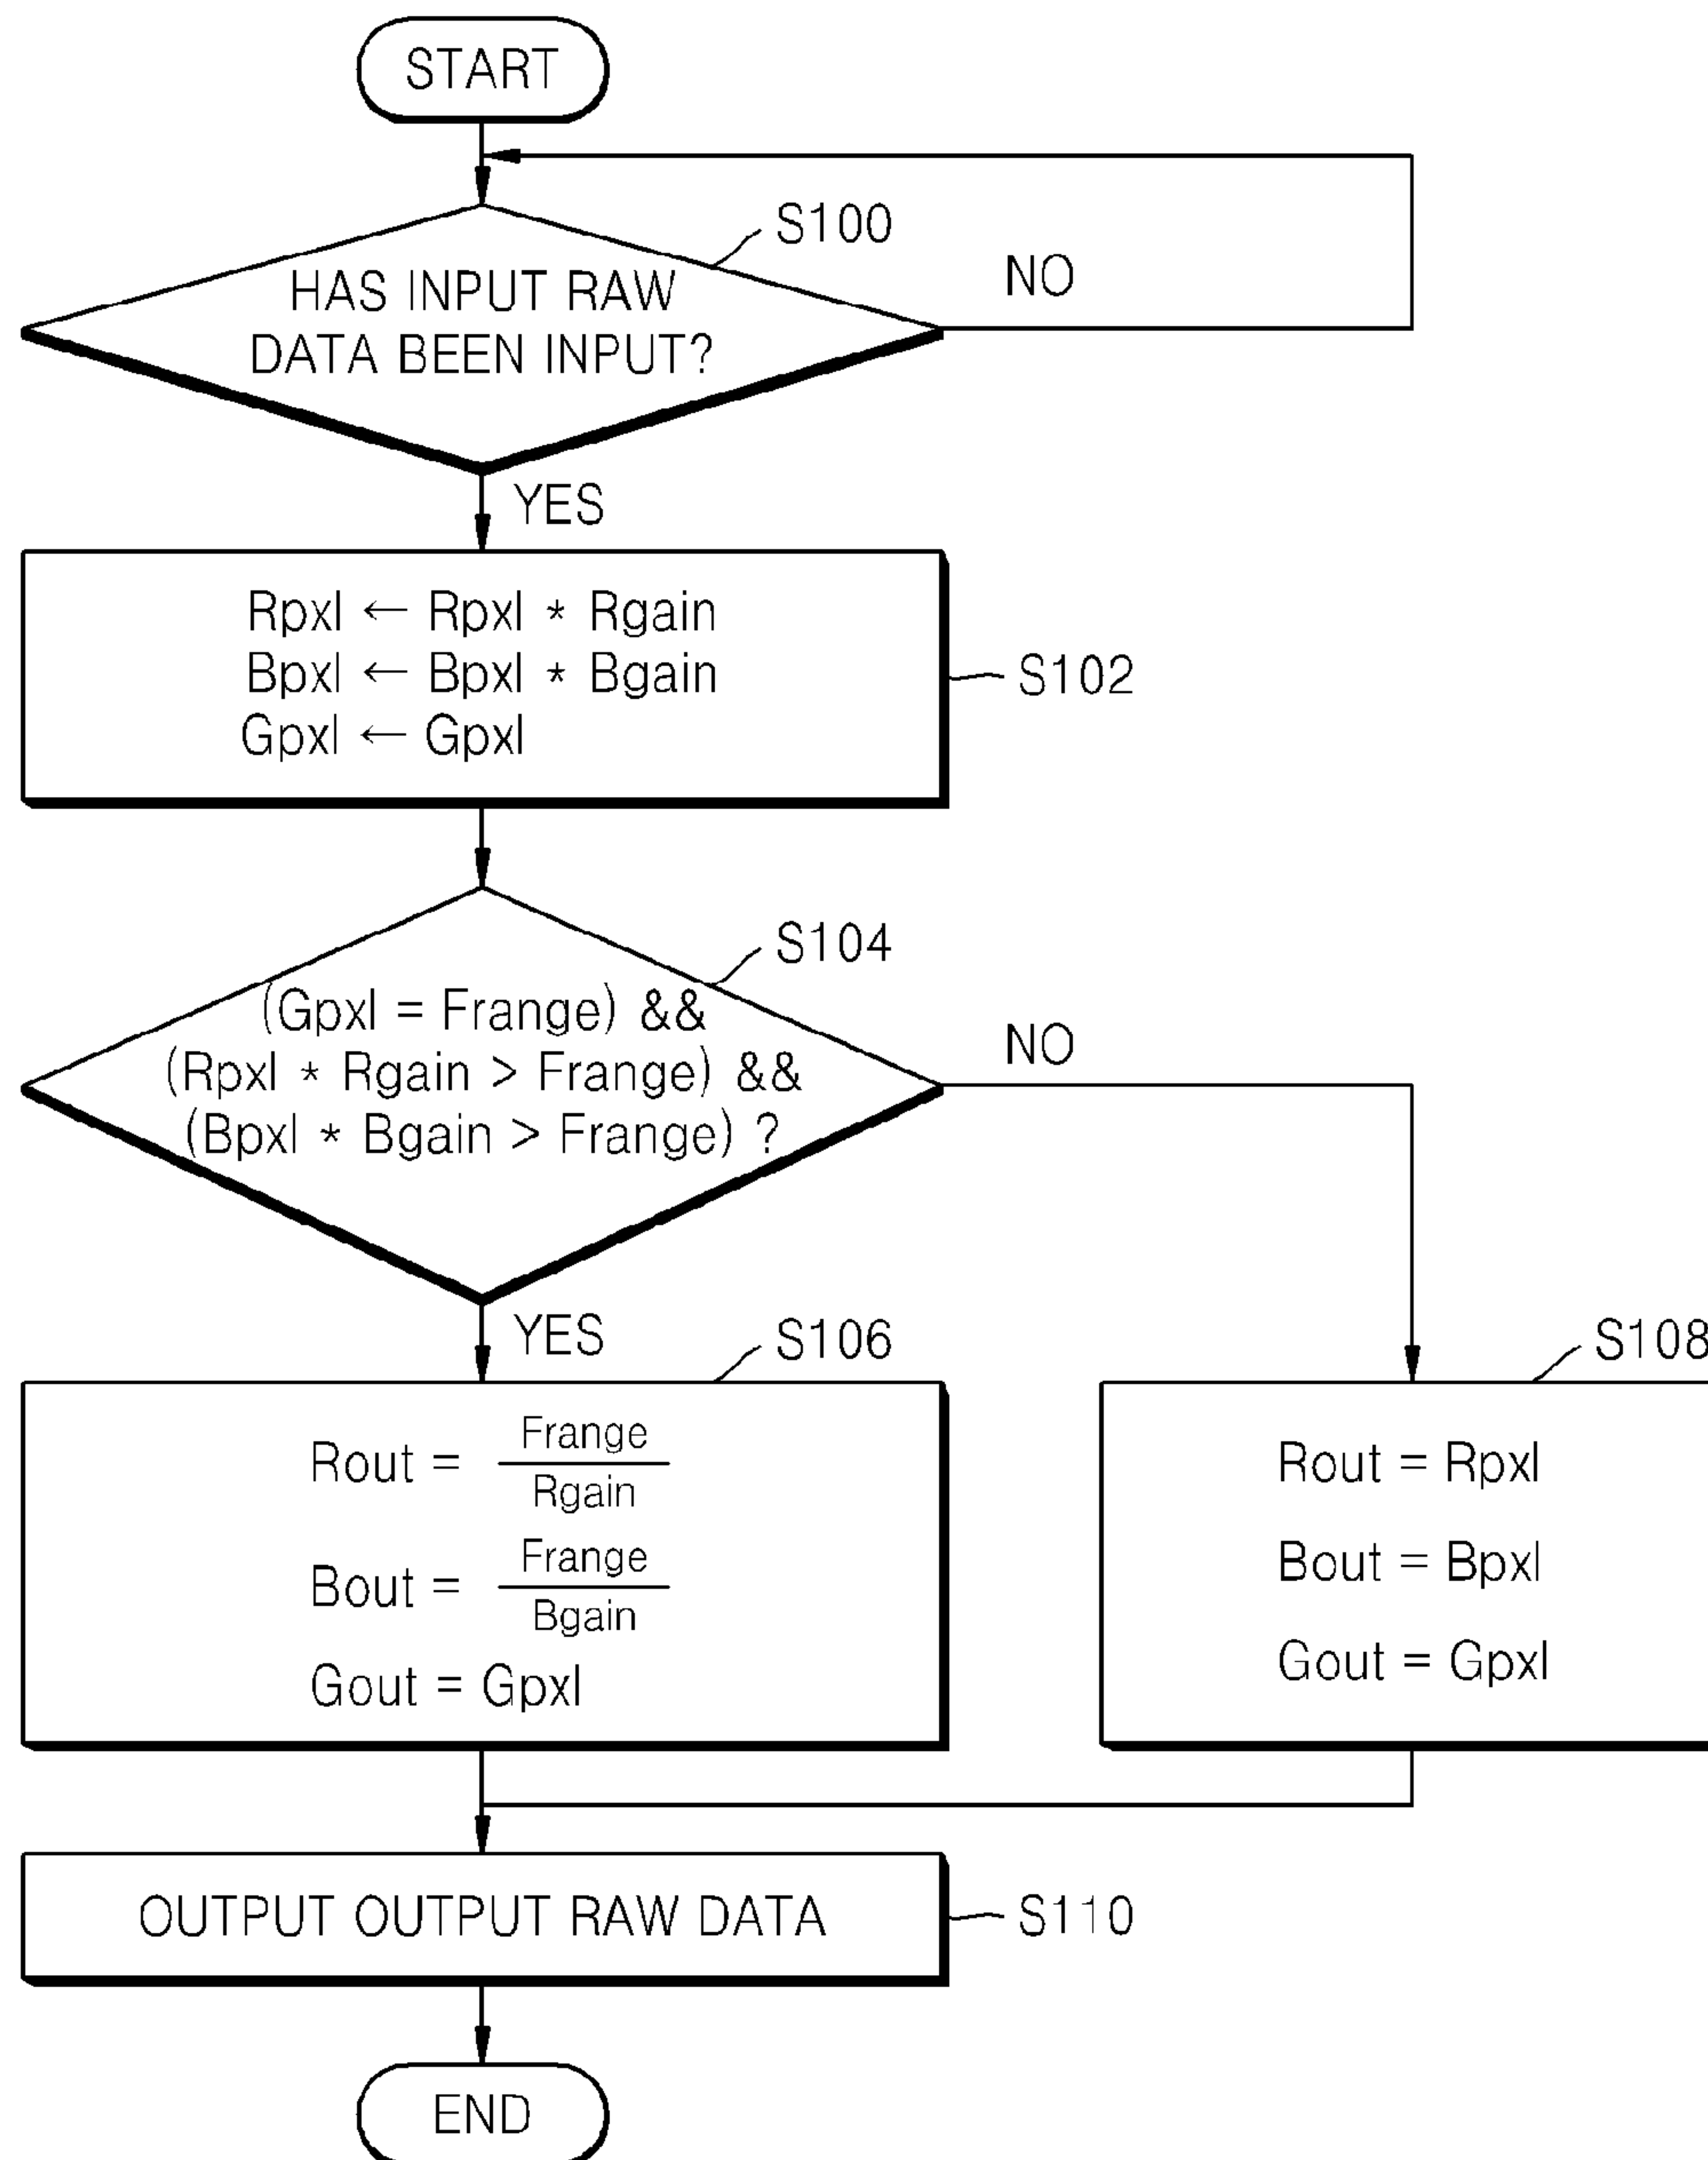 START
S100
HAS INPUT RAW
DATA BEEN INPUT?
NO
YES
Rpxl ← Rpxl * Rgain
Bpxl ← Bpxl * Bgain
Gpxl ← Gpxl
S102
S104
(Gpxl = Frange) &&
(Rpxl * Rgain > Frange) &&
(Bpxl * Bgain > Frange) ?
NO
YES
S106
Rout = Frange
Rgain
Bout = Frange
Bgain
Gout = Gpxl
S108
Rout = Rpxl
Bout = Bpxl
Gout = Gpxl
OUTPUT OUTPUT RAW DATA
S110
END